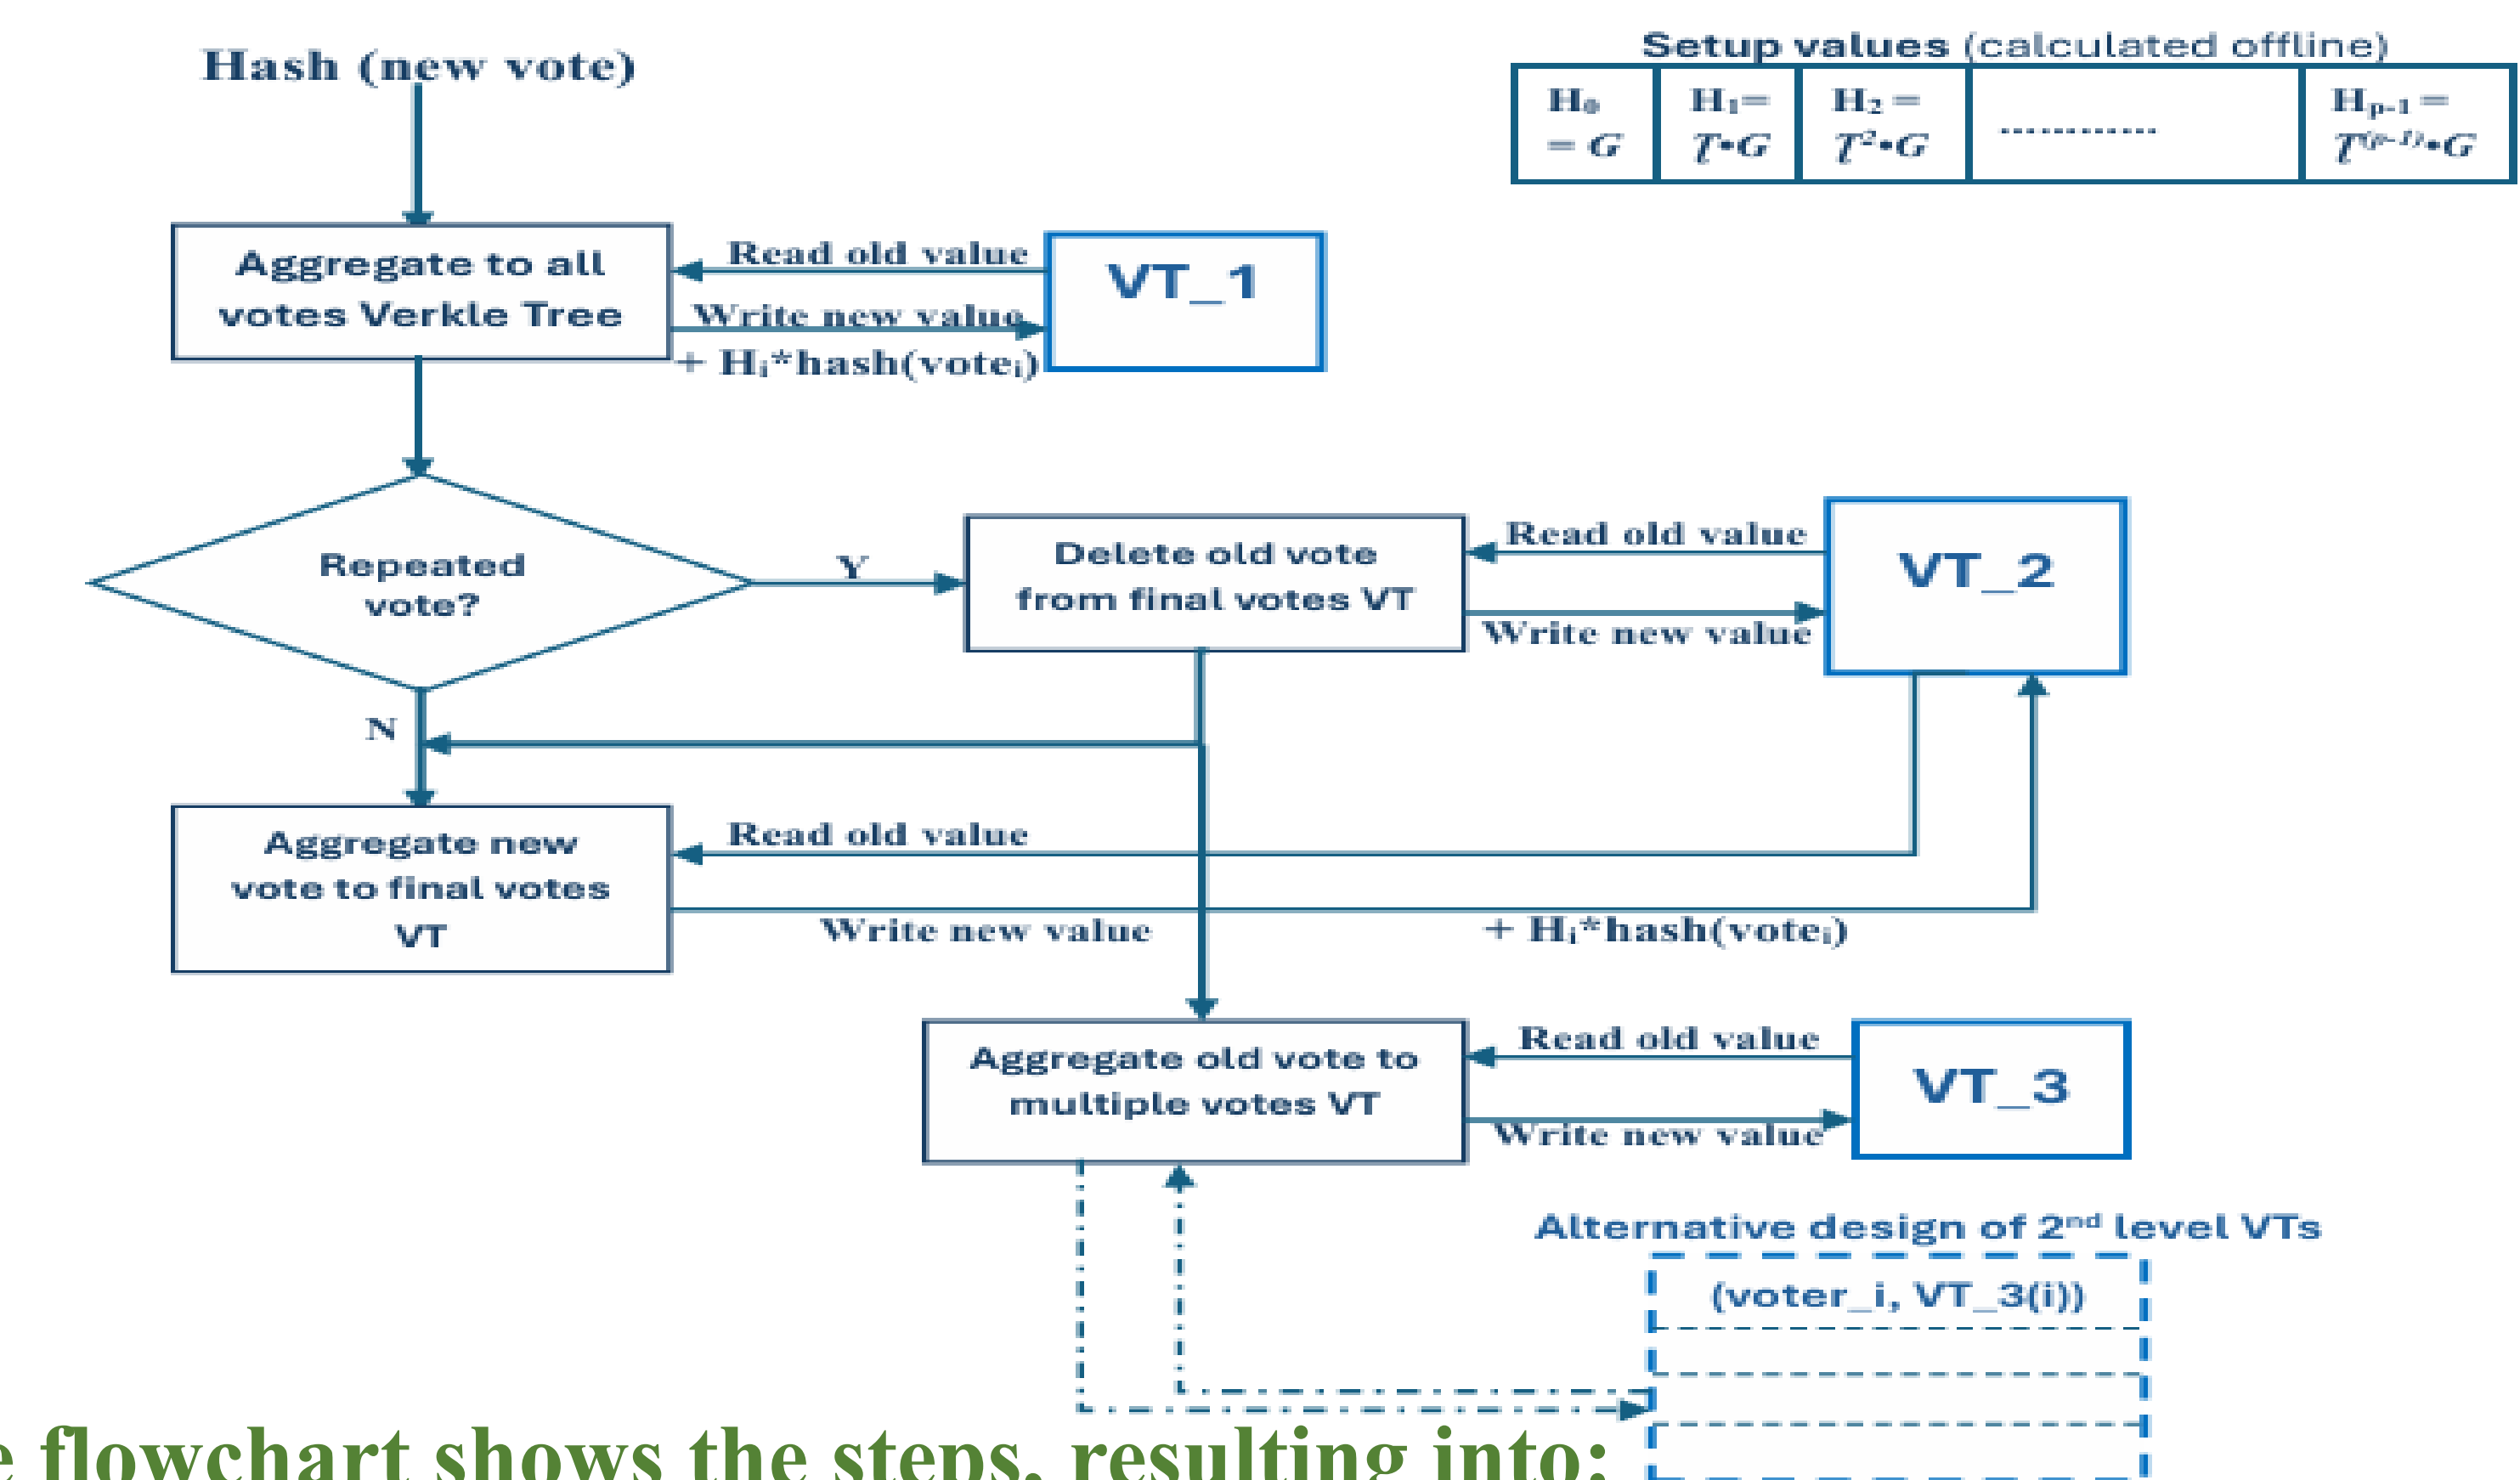 Hash (new vote)
Setup values (calculated offline)
H₀
= G
H₁=
Ʈ•G
H₂ =
Ʈ²•G
.............
Hₚ₋₁ =
Ʈ⁽ᵖ⁻¹⁾•G
Aggregate to all
votes Verkle Tree
Read old value
Write new value
+ Hᵢ*hash(voteᵢ)
VT_1
Repeated
vote?
Y
N
Delete old vote
from final votes VT
Read old value
Write new value
VT_2
Aggregate new
vote to final votes
VT
Read old value
Write new value
+ Hᵢ*hash(voteᵢ)
Aggregate old vote to
multiple votes VT
Read old value
Write new value
VT_3
Alternative design of 2ⁿᵈ level VTs
(voter_i, VT_3(i))
flowchart shows the steps, resulting into: